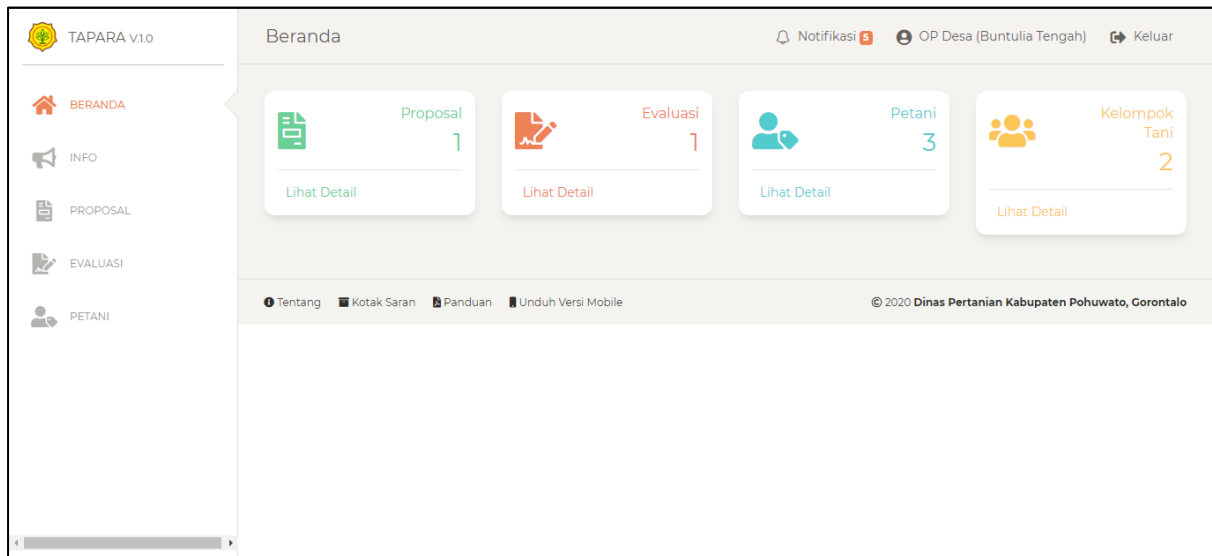 TAPARA V.1.0
Beranda
Notifikasi 5
OP Desa (Buntulia Tengah)
Keluar
BERANDA
INFO
PROPOSAL
EVALUASI
PETANI
Proposal
1
Lihat Detail
Evaluasi
1
Lihat Detail
Petani
3
Lihat Detail
Kelompok
Tani
2
Lihat Detail
Tentang Kotak Saran Panduan Unduh Versi Mobile
© 2020 Dinas Pertanian Kabupaten Pohuwato, Gorontalo